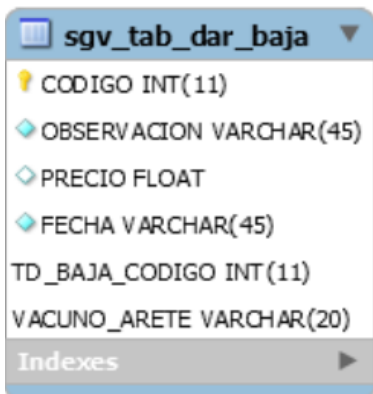 sgv_tab_dar_baja
CODIGO INT(11)
OBSERVACION VARCHAR(45)
PRECIO FLOAT
FECHA VARCHAR(45)
TD_BAJA_CODIGO INT(11)
VACUNO_ARETE VARCHAR(20)
Indexes